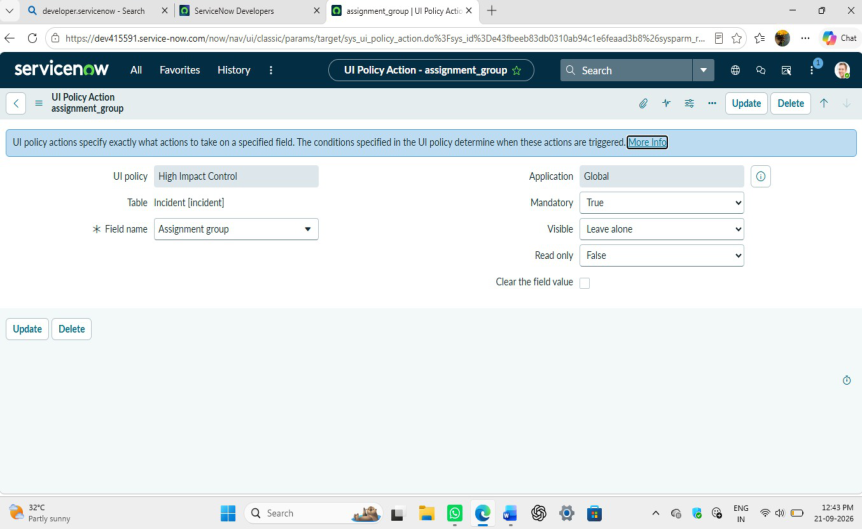 developer.servicenow - Search
ServiceNow Developers
assignment_group | UI Policy Actio
https://dev415591.service-now.com/now/nav/ui/classic/params/target/sys_ui_policy_action.do%3Fsys_id%3De43fbeeb83db0310ab94c1e6feaad3b8%26sysparm_r...
Chat
servicenow All Favorites History UI Policy Action - assignment_group Search 1
UI Policy Action
assignment_group
Update Delete
UI policy actions specify exactly what actions to take on a specified field. The conditions specified in the UI policy determine when these actions are triggered. More Info
UI policy High Impact Control Application Global
Table Incident [incident] Mandatory True
Field name Assignment group Visible Leave alone
Read only False
Clear the field value
Update Delete
32°C
Partly sunny
Search
ENG
IN
12:43 PM
21-09-2026